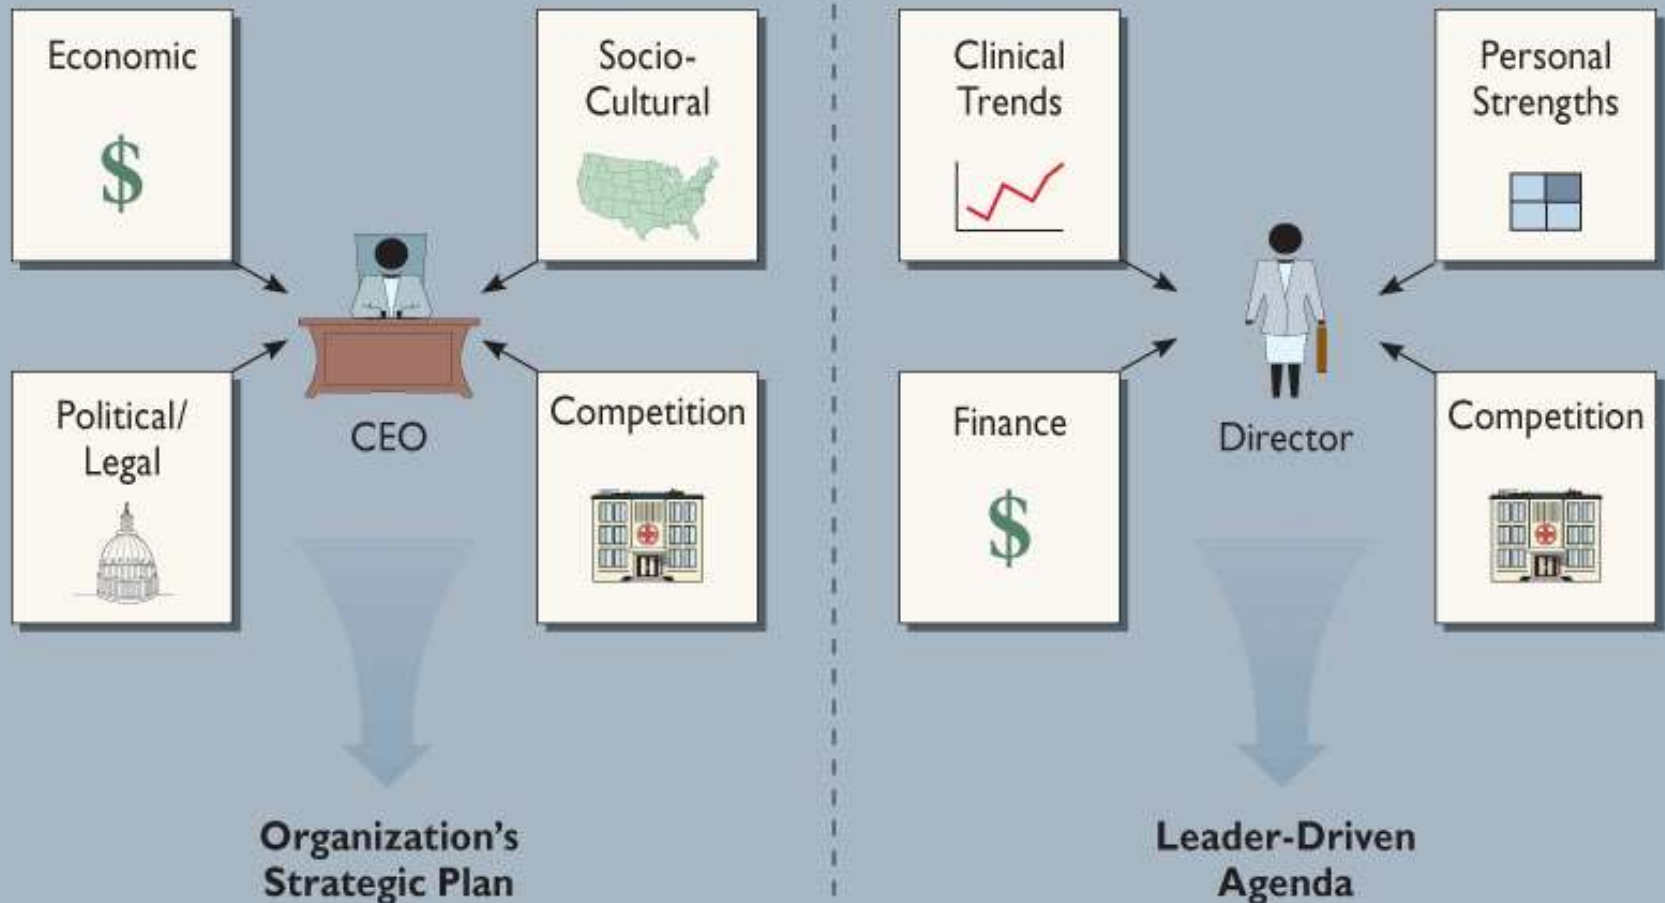 Economic
$
Socio-
Cultural
Clinical
Trends
Personal
Strengths
Political/
Legal
CEO
Competition
Finance
$
Director
Competition
Organization's
Strategic Plan
Leader-Driven
Agenda